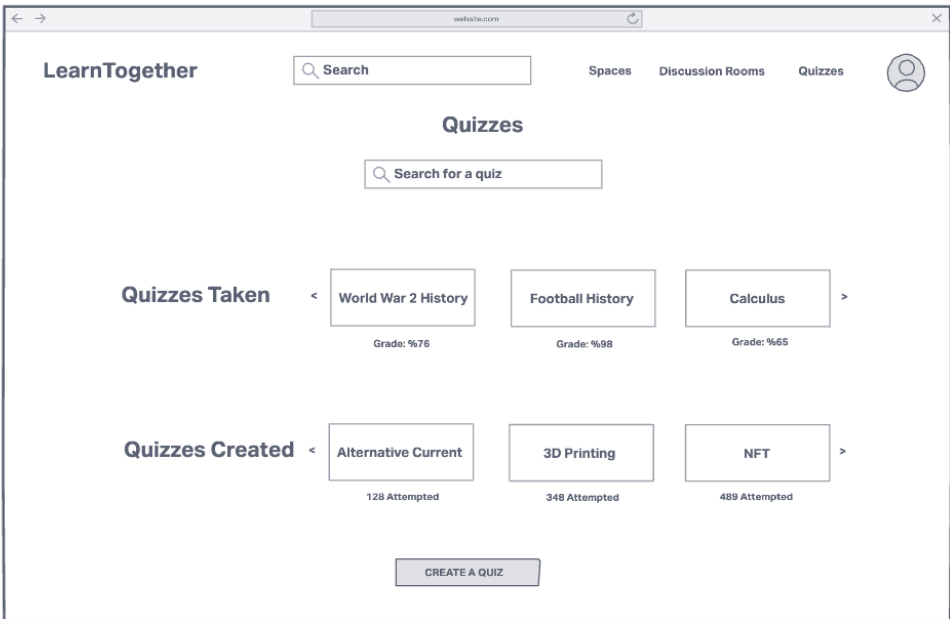 website.com
LearnTogether
Search
Spaces
Discussion Rooms
Quizzes
Quizzes
Search for a quiz
Quizzes Taken
<
World War 2 History
Football History
Calculus
>
Grade: %76
Grade: %98
Grade: %65
Quizzes Created
<
Alternative Current
3D Printing
NFT
>
128 Attempted
348 Attempted
489 Attempted
CREATE A QUIZ